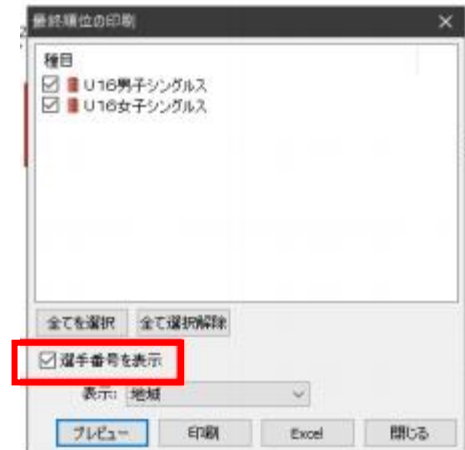 最終順位の印刷
種目
U16男子シングルス
U16女子シングルス
全てを選択 全て選択解除
選手番号を表示
表示: 地域
プレビュー 印刷 Excel 閉じる